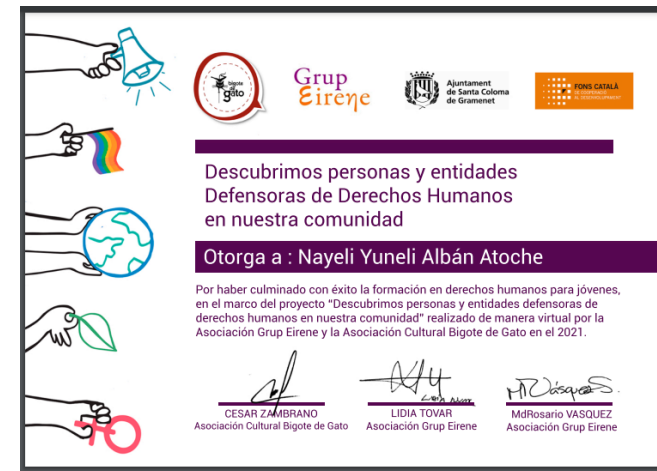 bigote
de
gato
Grup
Eirene
Ajuntament
de Santa Coloma
de Gramenet
FONS CATALÀ
DE COOPERACIÓ
AL DESENVOLUPAMENT
Descubrimos personas y entidades
Defensoras de Derechos Humanos
en nuestra comunidad
Otorga a : Nayeli Yuneli Albán Atoche
Por haber culminado con éxito la formación en derechos humanos para jóvenes,
en el marco del proyecto “Descubrimos personas y entidades defensoras de
derechos humanos en nuestra comunidad” realizado de manera virtual por la
Asociación Grup Eirene y la Asociación Cultural Bigote de Gato en el 2021.
CESAR ZAMBRANO
Asociación Cultural Bigote de Gato
LIDIA TOVAR
Asociación Grup Eirene
MdRosario VASQUEZ
Asociación Grup Eirene